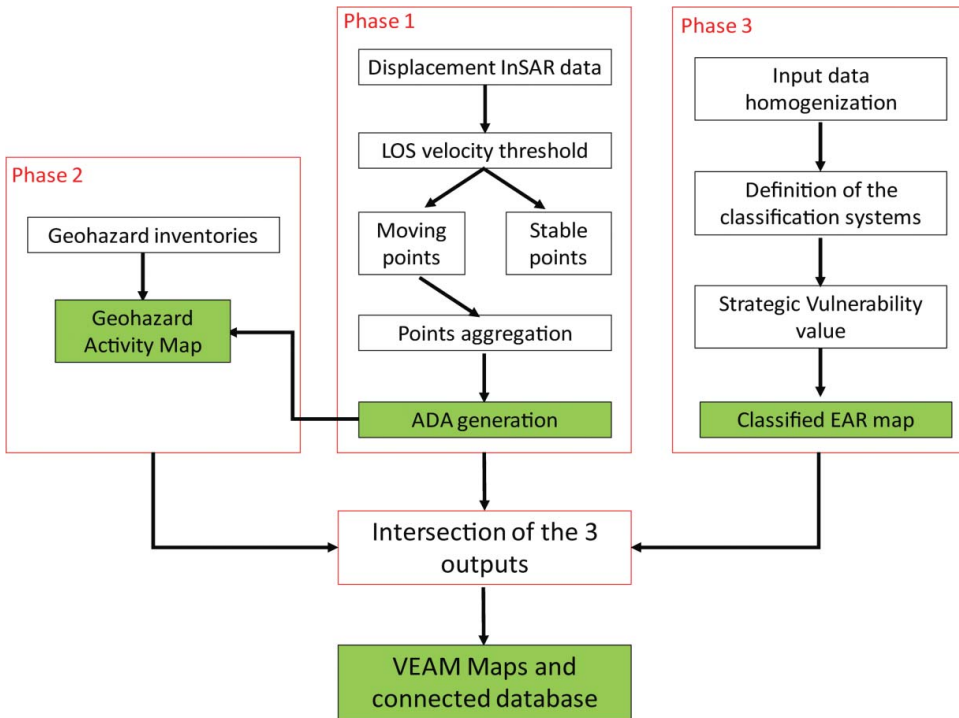 Phase 1
Displacement InSAR data
LOS velocity threshold
Moving
points
Stable
points
Points aggregation
ADA generation
Phase 2
Geohazard inventories
Geohazard
Activity Map
Phase 3
Input data
homogenization
Definition of the
classification systems
Strategic Vulnerability
value
Classified EAR map
Intersection of the 3
outputs
VEAM Maps and
connected database